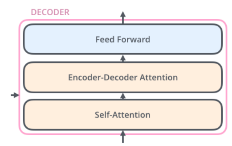 DECODER
Feed Forward
Encoder-Decoder Attention
Self-Attention